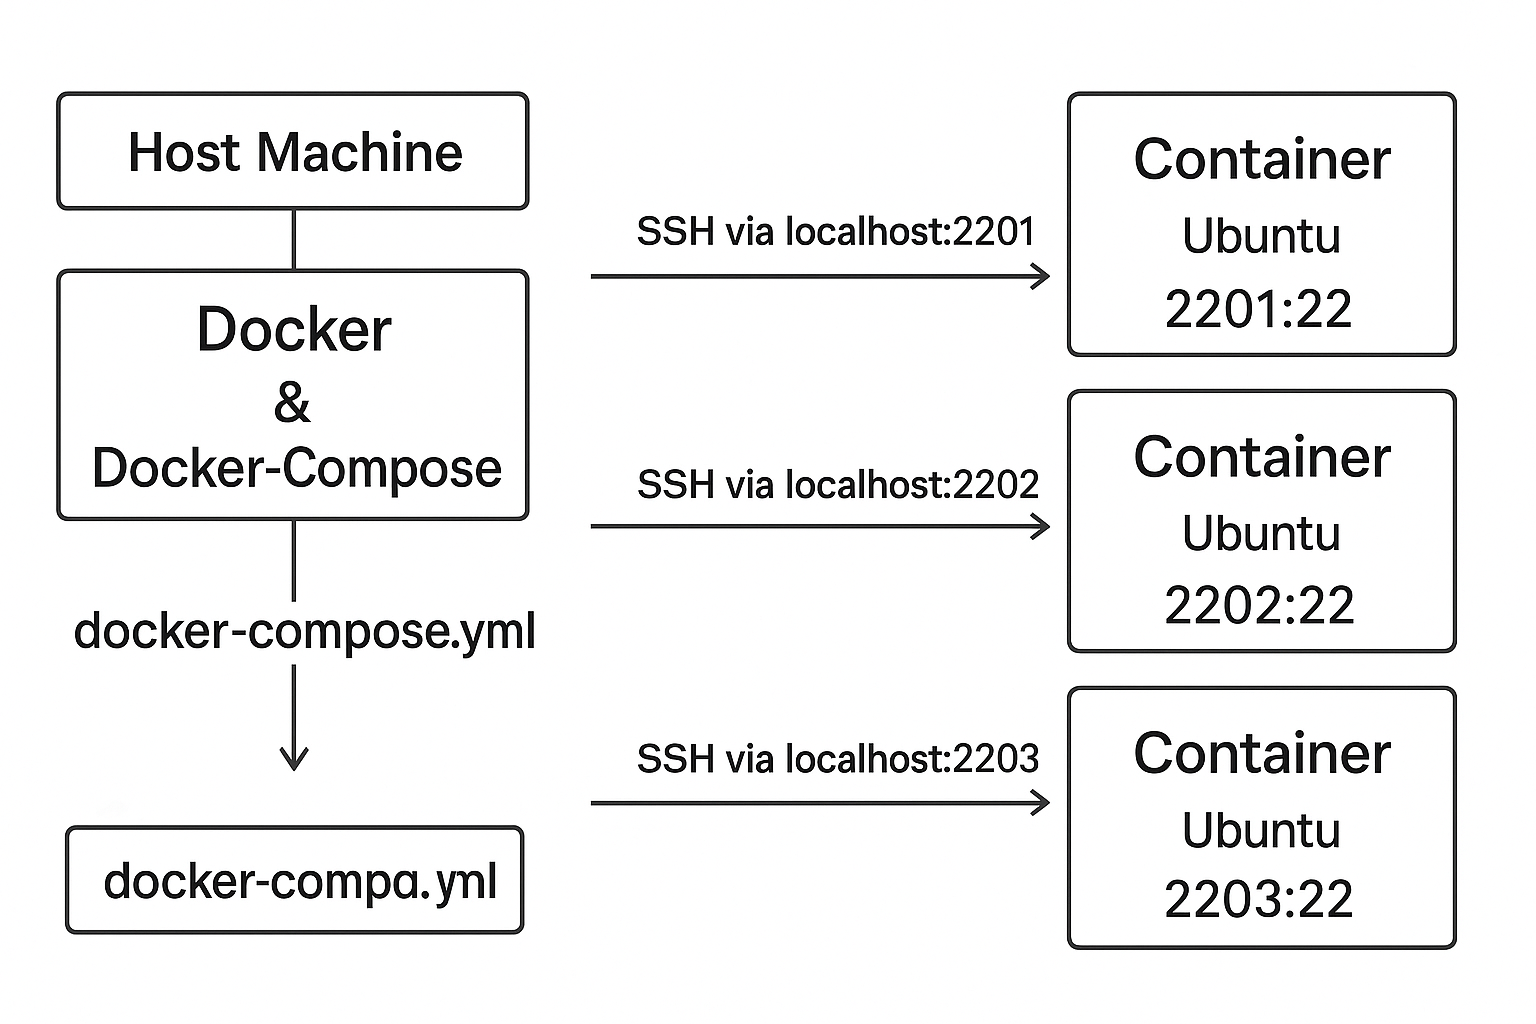 Host Machine
Docker
&
Docker-Compose
docker-compose.yml
docker-compa.yml
SSH via localhost:2201
SSH via localhost:2202
SSH via localhost:2203
Container
Ubuntu
2201:22
Container
Ubuntu
2202:22
Container
Ubuntu
2203:22